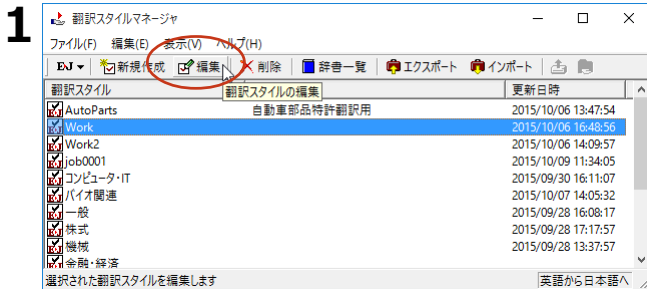 1
翻訳スタイルマネージャ
ファイル(F) 編集(E) 表示(V) ヘルプ(H)
EJ 新規作成 編集 削除 辞書一覧 エクスポート インポート
翻訳スタイル 更新日時
翻訳スタイルの編集
AutoParts 自動車部品特許翻訳用 2015/10/06 13:47:54
Work 2015/10/06 16:48:56
Work2 2015/10/06 14:09:57
job0001 2015/10/09 11:34:05
コンピュータ・IT 2015/09/30 16:11:07
バイオ関連 2015/10/07 14:05:32
一般 2015/09/28 16:08:17
株式 2015/09/28 17:17:57
機械 2015/09/28 13:37:57
金融・経済
選択された翻訳スタイルを編集します 英語から日本語へ